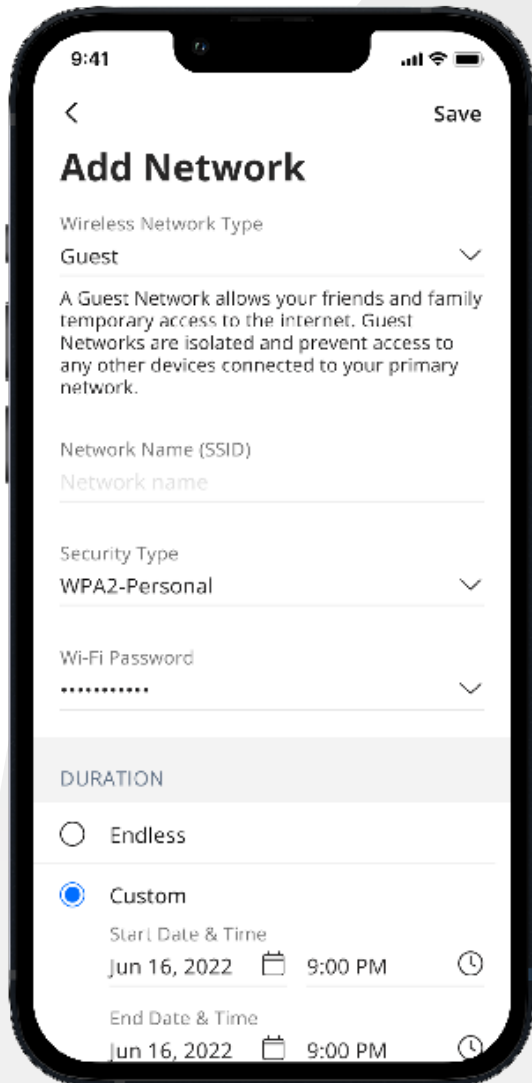 9:41
Save
Add Network
Wireless Network Type
Guest
A Guest Network allows your friends and family
temporary access to the internet. Guest
Networks are isolated and prevent access to
any other devices connected to your primary
network.
Network Name (SSID)
Network name
Security Type
WPA2-Personal
Wi-Fi Password
•••••••••••
DURATION
Endless
Custom
Start Date & Time
Jun 16, 2022 9:00 PM
End Date & Time
Jun 16, 2022 9:00 PM